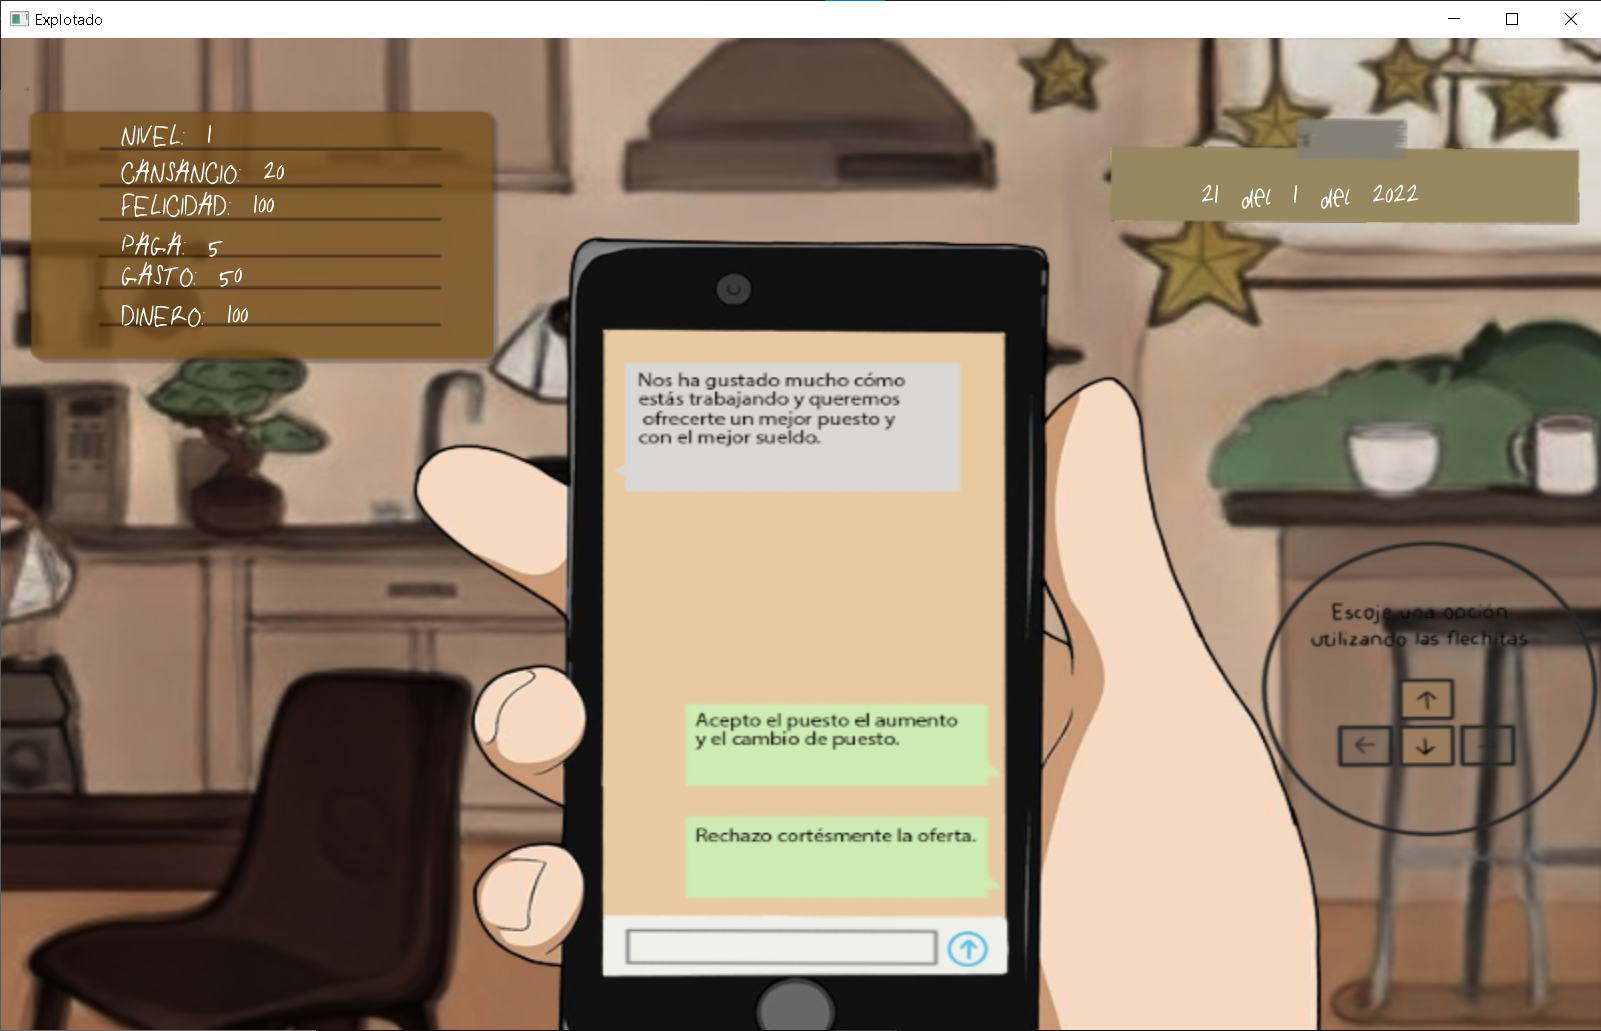 Explotado
NIVEL: 1
CANSANCIO: 20
FELICIDAD: 100
PAGA: 5
GASTO: 50
DINERO: 100
21 del 1 del 2022
Nos ha gustado mucho cómo
estás trabajando y queremos
ofrecerte un mejor puesto y
con el mejor sueldo.
Acepto el puesto el aumento
y el cambio de puesto.
Rechazo cortésmente la oferta.
Escoje una opción
utilizando las flechitas